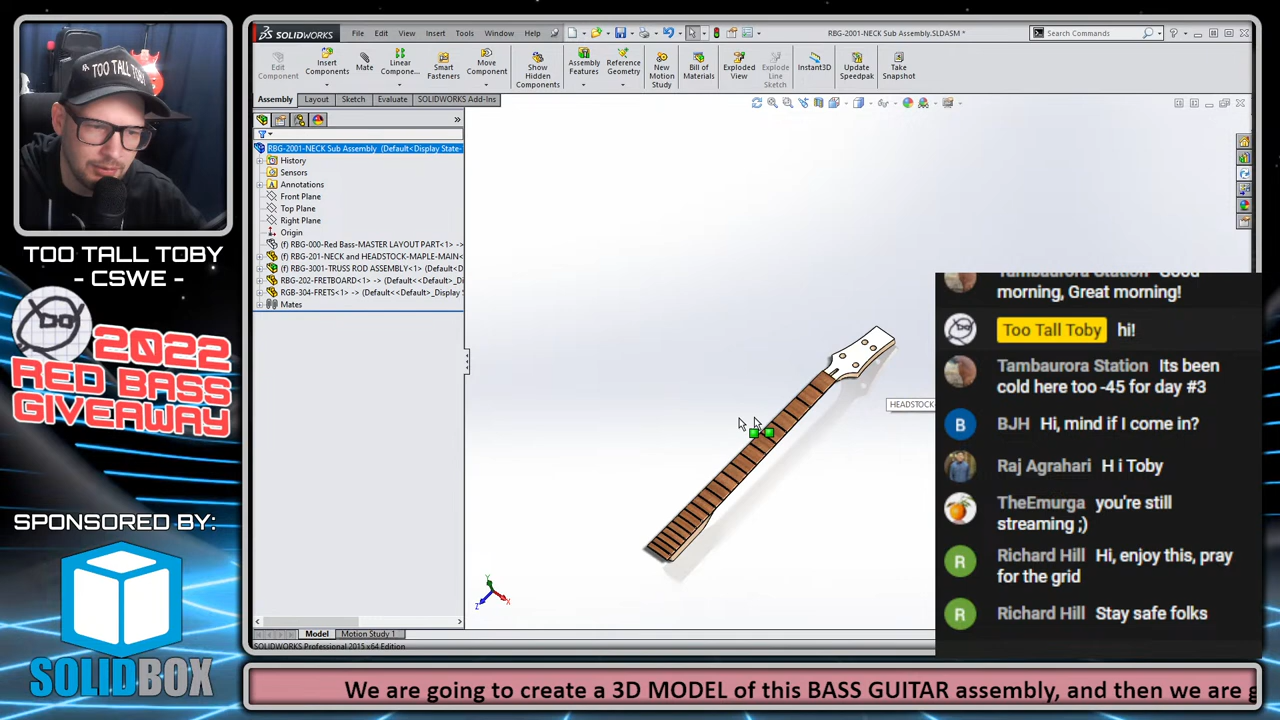 SOLIDWORKS
File Edit View Insert Tools Window Help
RBG-2001-NECK Sub Assembly.SLDASM *
Search Commands
Edit Component
Insert Components
Mate
Linear Compone...
Smart Fasteners
Move Component
Show Hidden Components
Assembly Features
Reference Geometry
New Motion Study
Bill of Materials
Exploded View
Explode Line Sketch
Instant3D
Update Speedpak
Take Snapshot
Assembly Layout Sketch Evaluate SOLIDWORKS Add-Ins
RBG-2001-NECK Sub Assembly (Default<Display State-
History
Sensors
Annotations
Front Plane
Top Plane
Right Plane
Origin
(f) RBG-000-Red Bass-MASTER LAYOUT PART<1> ->
(f) RBG-201-NECK and HEADSTOCK-MAPLE-MAIN<
(f) RBG-3001-TRUSS ROD ASSEMBLY<1> (Default<D
RBG-202-FRETBOARD<1> -> (Default<<Default>_Displ
RGB-304-FRETS<1> -> (Default<<Default>_Display S
Mates
HEADSTOCK-
Y
Z
X
Model Motion Study 1
SOLIDWORKS Professional 2015 x64 Edition
TOO TALL TOBY
TOO TALL TOBY
- CSWE -
2022
RED BASS
GIVEAWAY
SPONSORED BY:
SOLIDBOX
Tambaurora Station Good
morning, Great morning!
Too Tall Toby hi!
Tambaurora Station Its been
cold here too -45 for day #3
B BJH Hi, mind if I come in?
Raj Agrahari H i Toby
TheEmurga you're still
streaming ;)
R Richard Hill Hi, enjoy this, pray
for the grid
R Richard Hill Stay safe folks
We are going to create a 3D MODEL of this BASS GUITAR assembly, and then we are g